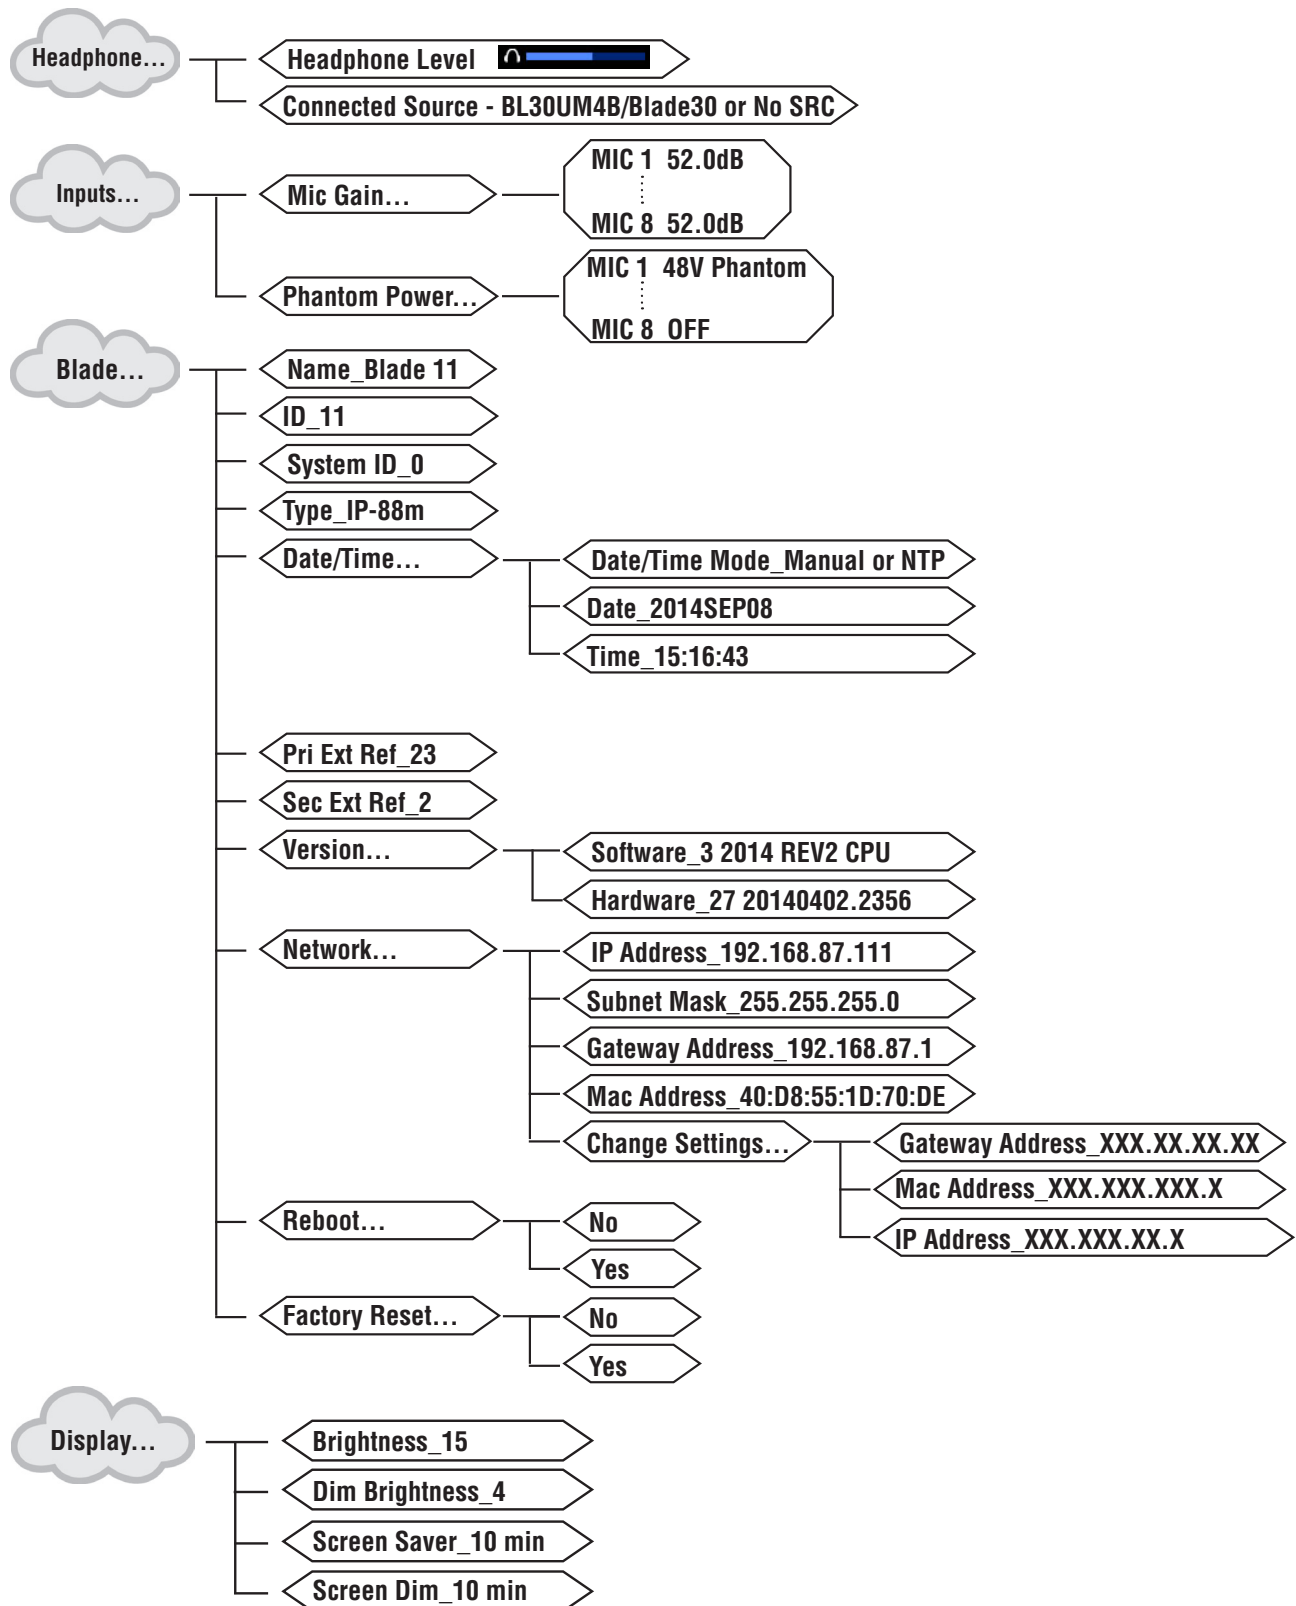 Headphone...
Headphone Level
Connected Source - BL30UM4B/Blade30 or No SRC
Inputs...
Mic Gain...
MIC 1 52.0dB
MIC 8 52.0dB
Phantom Power...
MIC 1 48V Phantom
MIC 8 OFF
Blade...
Name_Blade 11
ID_11
System ID_0
Type_IP-88m
Date/Time...
Date/Time Mode_Manual or NTP
Date_2014SEP08
Time_15:16:43
Pri Ext Ref_23
Sec Ext Ref_2
Version...
Software_3 2014 REV2 CPU
Hardware_27 20140402.2356
Network...
IP Address_192.168.87.111
Subnet Mask_255.255.255.0
Gateway Address_192.168.87.1
Mac Address_40:D8:55:1D:70:DE
Change Settings...
Gateway Address_XXX.XX.XX.XX
Mac Address_XXX.XXX.XXX.X
IP Address_XXX.XXX.XX.X
Reboot...
No
Yes
Factory Reset...
No
Yes
Display...
Brightness_15
Dim Brightness_4
Screen Saver_10 min
Screen Dim_10 min